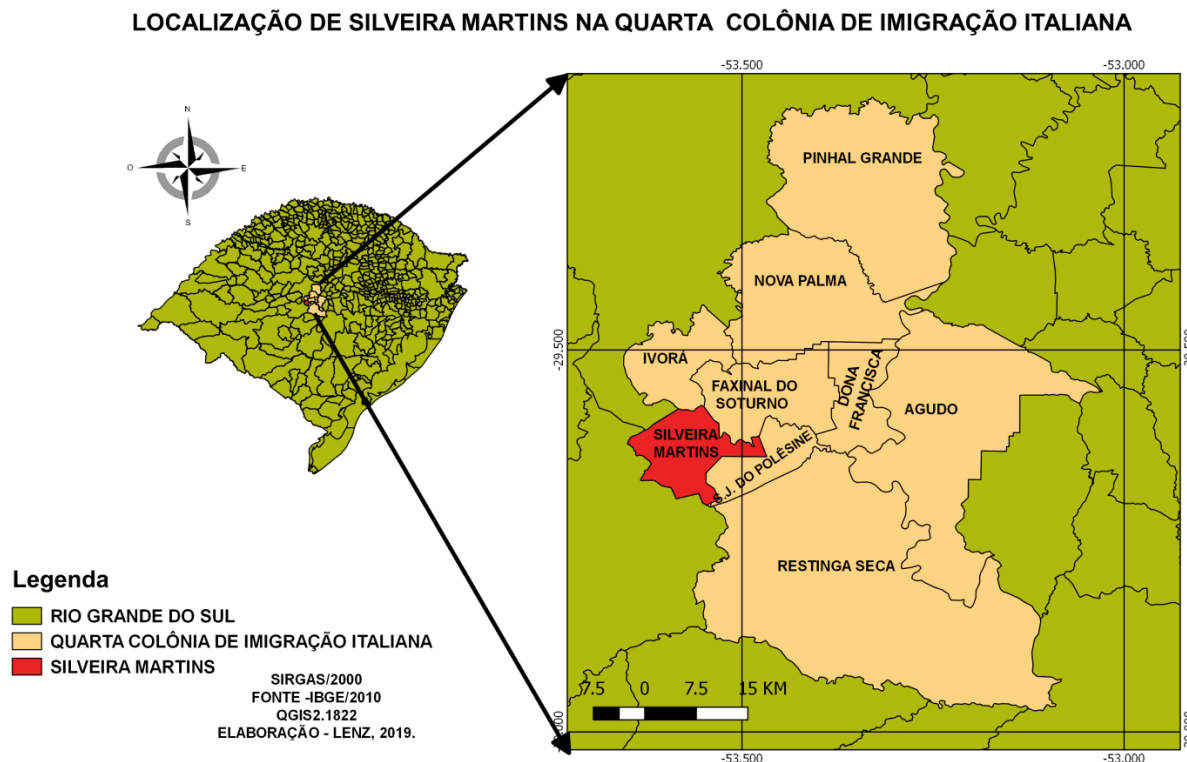 LOCALIZAÇÃO DE SILVEIRA MARTINS NA QUARTA COLÔNIA DE IMIGRAÇÃO ITALIANA
-53.500
-53.000
N
O
E
S
PINHAL GRANDE
NOVA PALMA
-29.500
IVORÁ
FAXINAL DO
SOTURNO
DONA
FRANCISCA
AGUDO
SILVEIRA
MARTINS
S.J. DO POLÊSINE
RESTINGA SECA
Legenda
RIO GRANDE DO SUL
QUARTA COLÔNIA DE IMIGRAÇÃO ITALIANA
SILVEIRA MARTINS
SIRGAS/2000
FONTE -IBGE/2010
QGIS2.1822
ELABORAÇÃO - LENZ, 2019.
7.5 0 7.5 15 KM
-53.500
-53.000